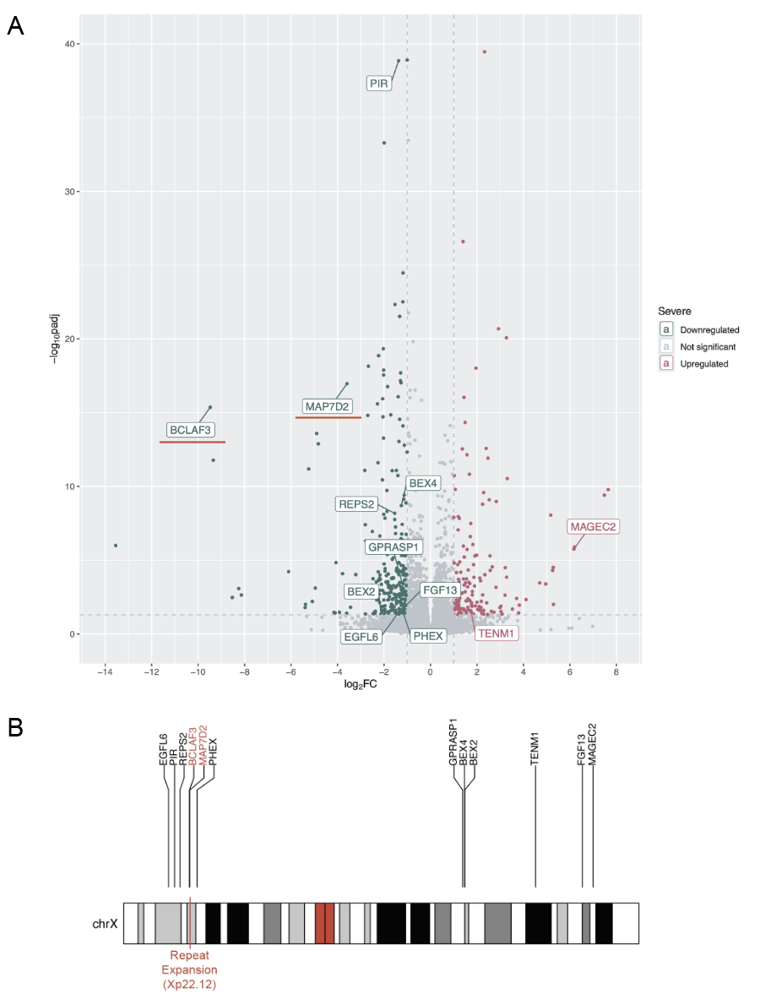 A
40
30
20
10
0
−log10padj
−14
−12
−10
−8
−6
−4
−2
0
2
4
6
8
log2FC
PIR
MAP7D2
BCLAF3
BEX4
REPS2
GPRASP1
BEX2
FGF13
EGFL6
PHEX
MAGEC2
TENM1
Severe
a Downregulated
a Not significant
a Upregulated
B
EGFL6
PIR
REPS2
BCLAF3
MAP7D2
PHEX
GPRASP1
BEX4
BEX2
TENM1
FGF13
MAGEC2
chrX
Repeat
Expansion
(Xp22.12)